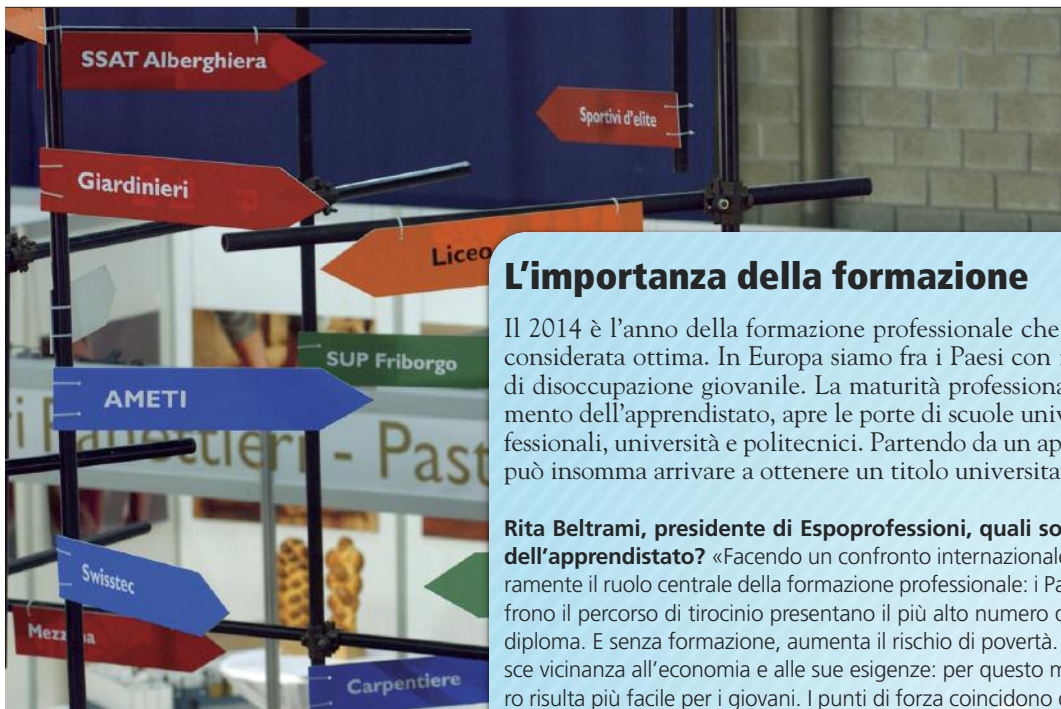 SSAT Alberghiera
Sportivi d'elite
Giardinieri
Liceo
SUP Friborgo
AMETI
- Past
Swisstec
Carpentiere
L'importanza della formazione
Il 2014 è l'anno della formazione professionale che
considerata ottima. In Europa siamo fra i Paesi con
di disoccupazione giovanile. La maturità professiona
mento dell'apprendistato, apre le porte di scuole univ
fessionali, università e politecnici. Partendo da un ap
può insomma arrivare a ottenere un titolo universita
Rita Beltrami, presidente di Espoprofessioni, quali so
dell'apprendistato? «Facendo un confronto internazionale
ramente il ruolo centrale della formazione professionale: i Pa
frono il percorso di tirocinio presentano il più alto numero d
diploma. E senza formazione, aumenta il rischio di povertà.
sce vicinanza all'economia e alle sue esigenze: per questo m
ro risulta più facile per i giovani. I punti di forza coincidono